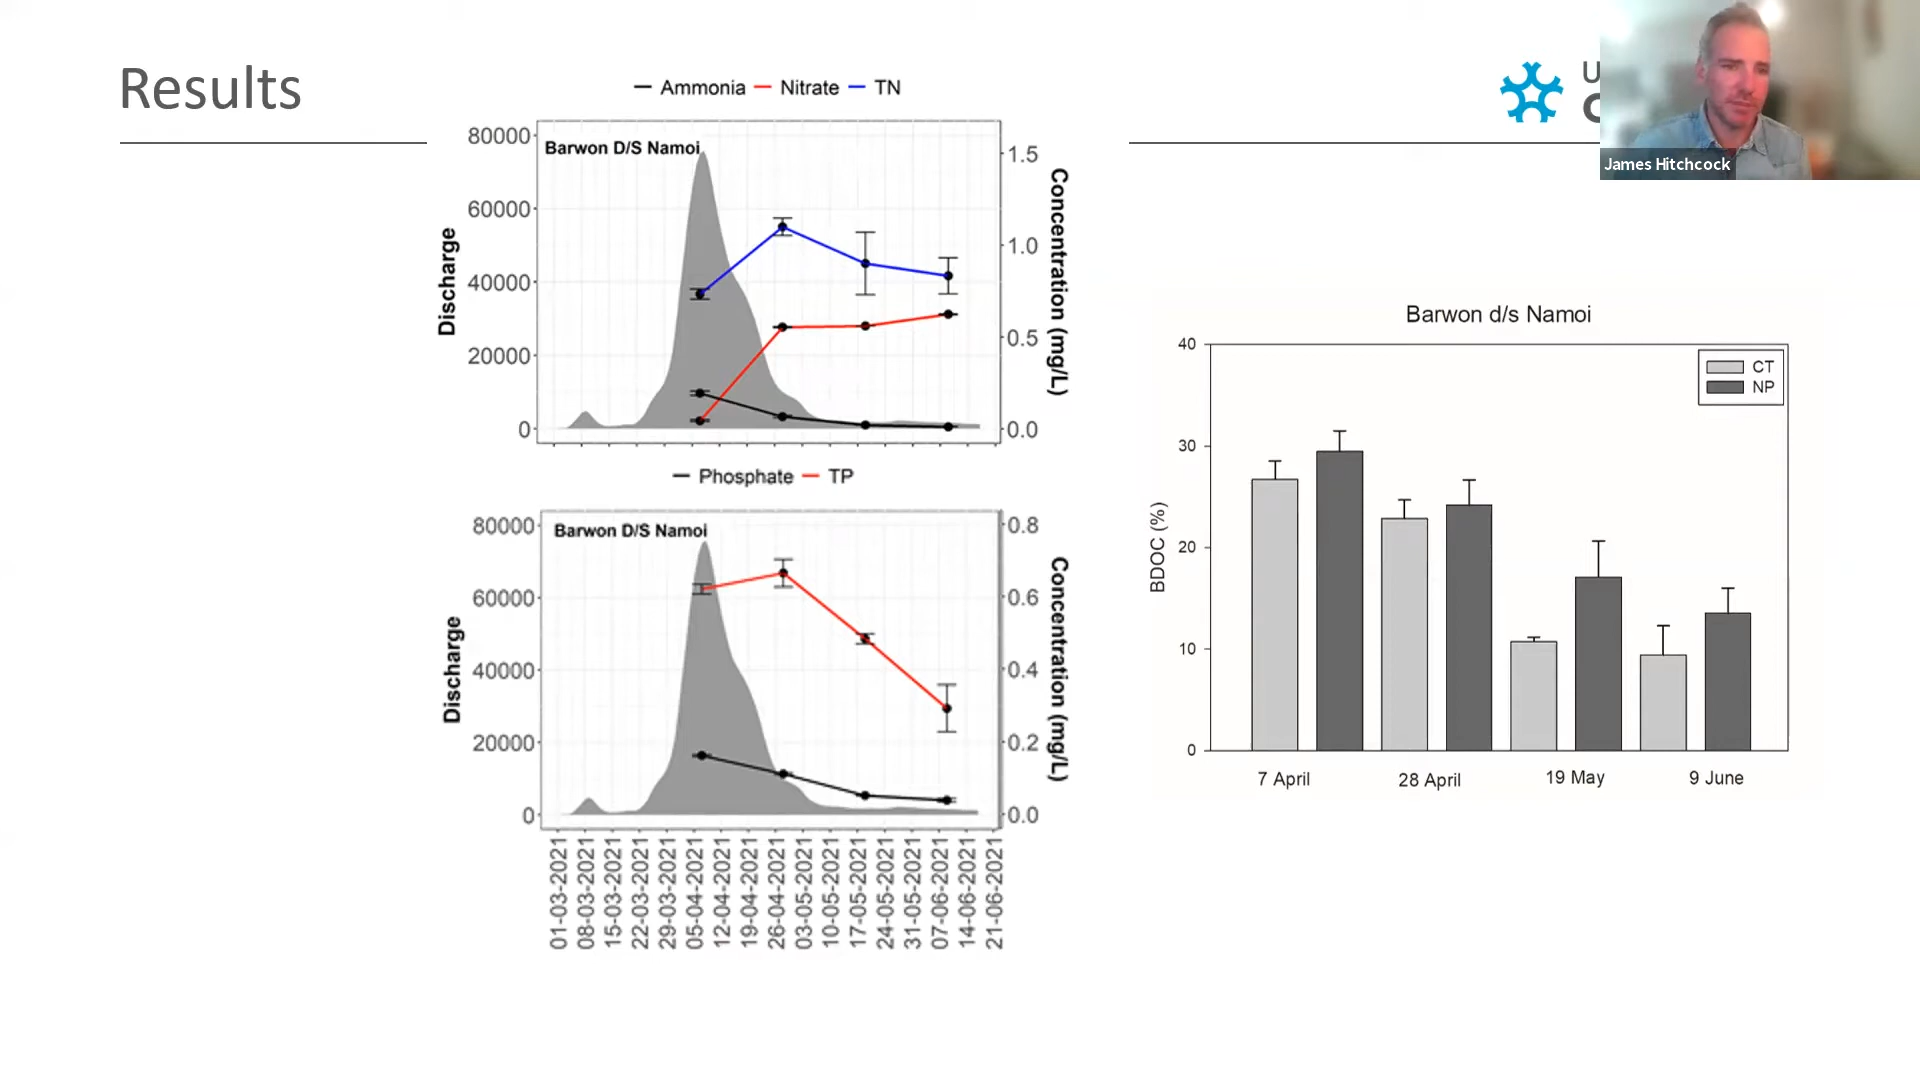 Results
Ammonia Nitrate TN
Barwon D/S Namoi
80000
60000
40000
20000
0
Discharge
1.5
1.0
0.5
0.0
Concentration (mg/L)
Phosphate TP
Barwon D/S Namoi
80000
60000
40000
20000
0
Discharge
0.8
0.6
0.4
0.2
0.0
Concentration (mg/L)
01-03-2021
08-03-2021
15-03-2021
22-03-2021
29-03-2021
05-04-2021
12-04-2021
19-04-2021
26-04-2021
03-05-2021
10-05-2021
17-05-2021
24-05-2021
31-05-2021
07-06-2021
14-06-2021
21-06-2021
U
C
James Hitchcock
Barwon d/s Namoi
CT
NP
40
30
20
10
0
BDOC (%)
7 April 28 April 19 May 9 June